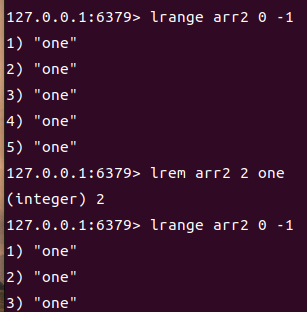 127.0.0.1:6379> lrange arr2 0 -1
1) "one"
2) "one"
3) "one"
4) "one"
5) "one"
127.0.0.1:6379> lrem arr2 2 one
(integer) 2
127.0.0.1:6379> lrange arr2 0 -1
1) "one"
2) "one"
3) "one"